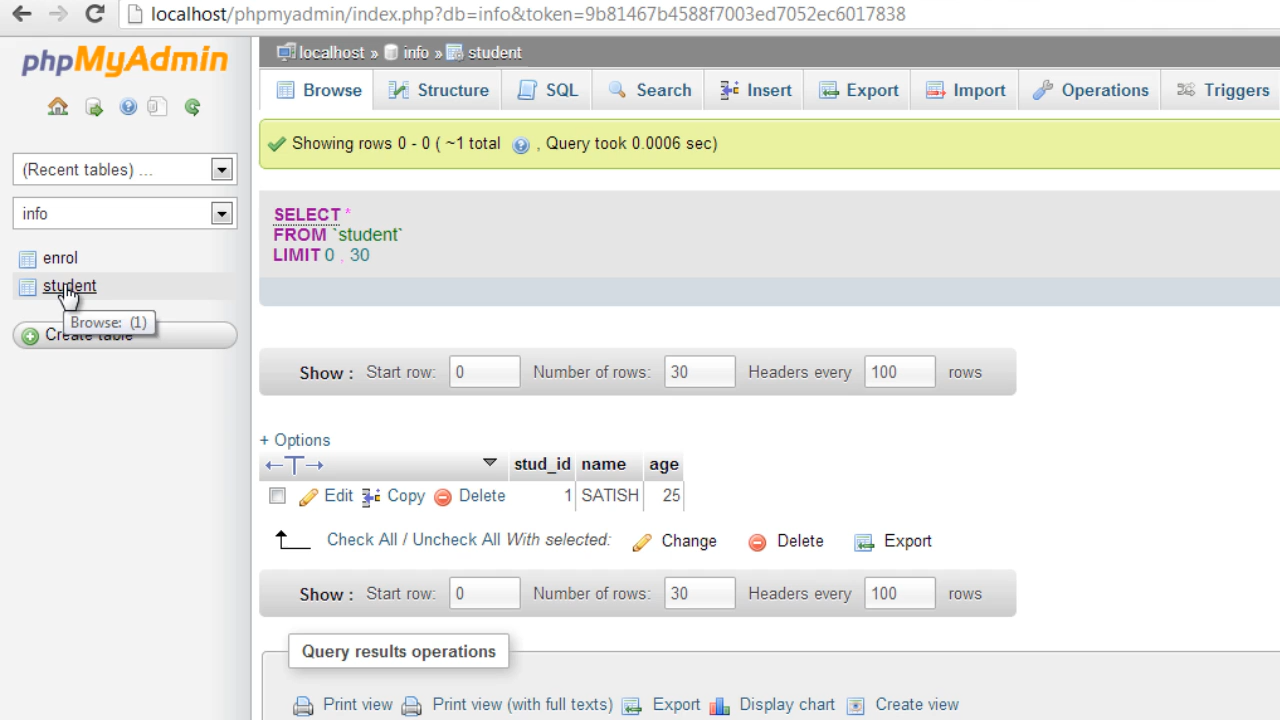 localhost/phpmyadmin/index.php?db=info&token=9b81467b4588f7003ed7052ec6017838
phpMyAdmin
localhost » info » student
Browse Structure SQL Search Insert Export Import Operations Triggers
Showing rows 0 - 0 ( ~1 total , Query took 0.0006 sec)
(Recent tables) ...
info
SELECT *
FROM `student`
LIMIT 0 , 30
enrol
student
Browse: (1)
Create table
Show : Start row: 0 Number of rows: 30 Headers every 100 rows
+ Options
←T→ stud_id name age
Edit Copy Delete 1 SATISH 25
Check All / Uncheck All With selected: Change Delete Export
Show : Start row: 0 Number of rows: 30 Headers every 100 rows
Query results operations
Print view Print view (with full texts) Export Display chart Create view